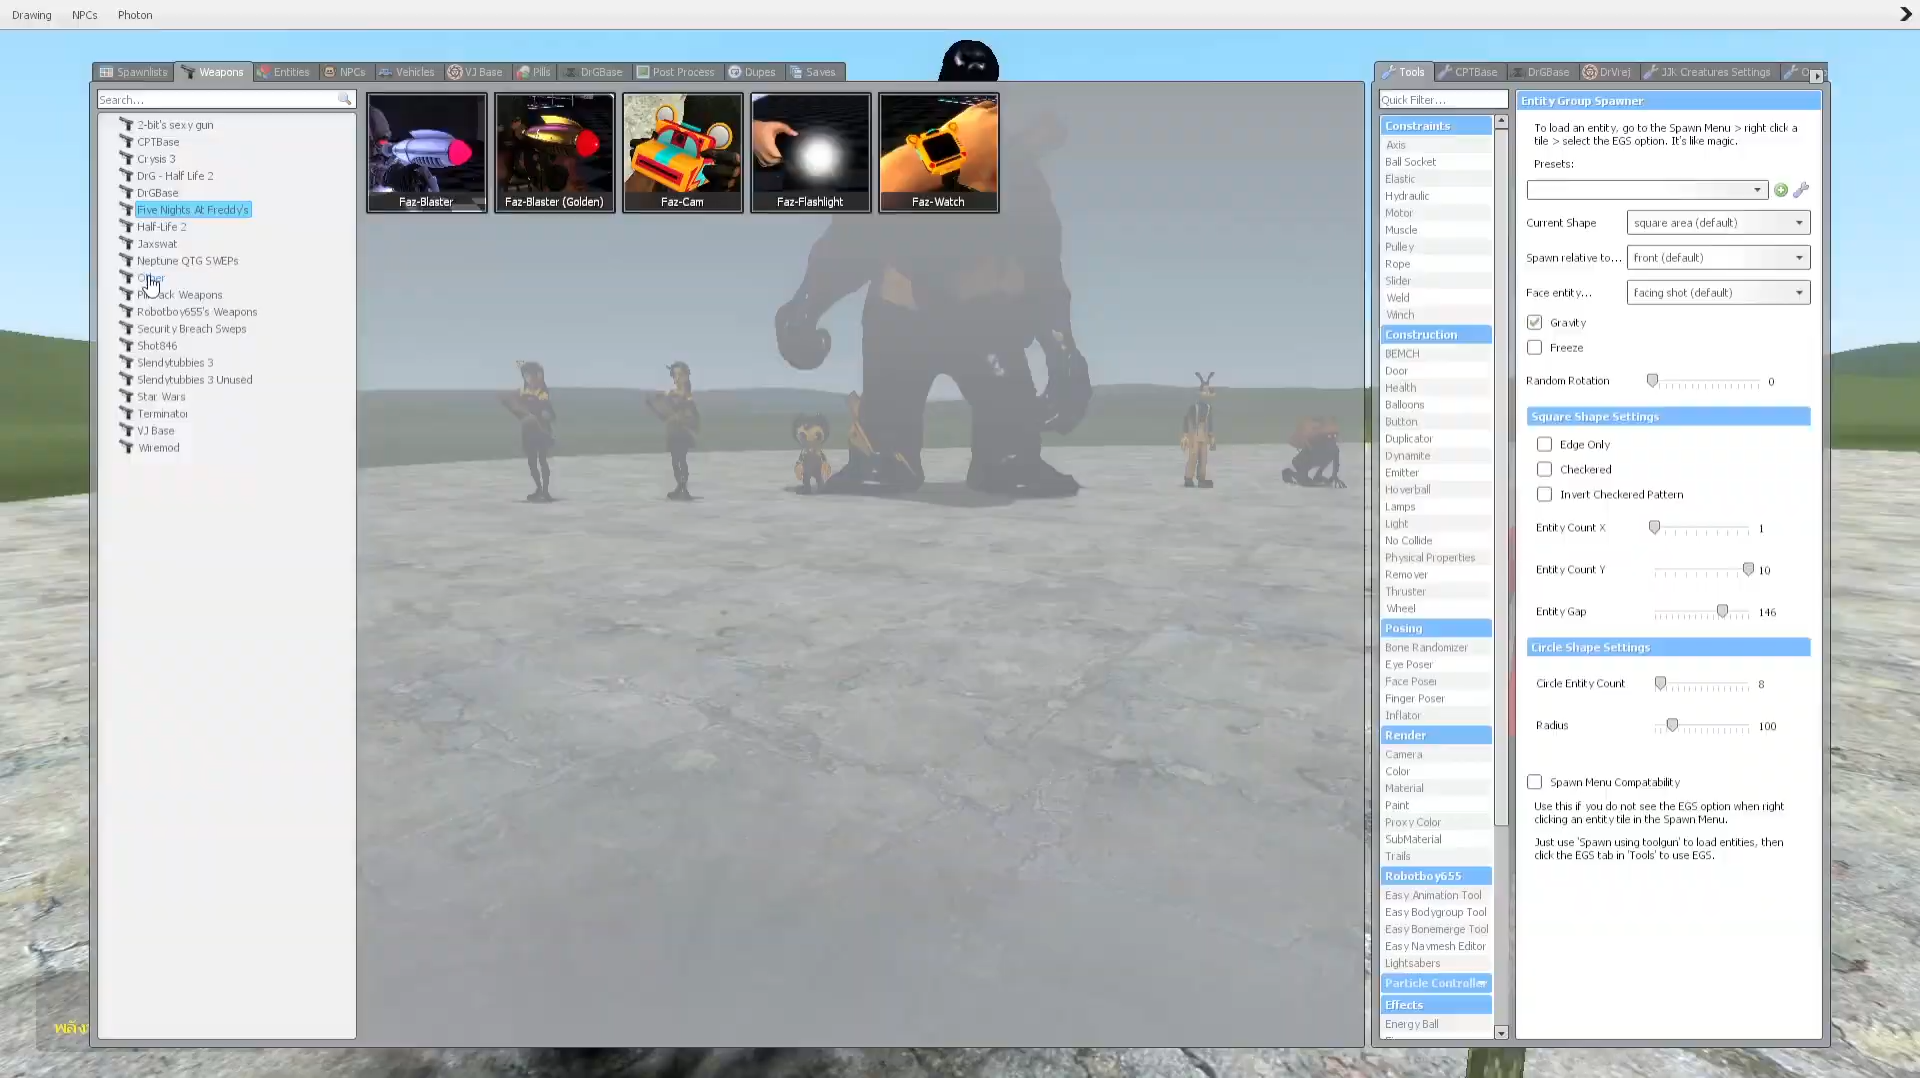 Drawing NPCs Photon
Spawnlists Weapons Entities NPCs Vehicles VJ Base Pills DrGBase Post Process Dupes Saves
Search...
2-bit's sexy gun
CPTBase
Crysis 3
DrG - Half Life 2
DrGBase
Five Nights At Freddy's
Half-Life 2
Jaxswat
Neptune QTG SWEPs
Other
Weapons
Robotboy655's Weapons
Security Breach Sweps
Shot846
Slendytubbies 3
Slendytubbies 3 Unused
Star Wars
Terminator
VJ Base
Wiremod
Faz-Blaster
Faz-Blaster (Golden)
Faz-Cam
Faz-Flashlight
Faz-Watch
พลัง
Tools CPTBase DrGBase DrVrej JJk Creatures Settings
Quick Filter...
Constraints
Axis
Ball Socket
Elastic
Hydraulic
Motor
Muscle
Pulley
Rope
Slider
Weld
Winch
Construction
BEMCH
Door
Health
Balloons
Button
Duplicator
Dynamite
Emitter
Hoverball
Lamps
Light
No Collide
Physical Properties
Remover
Thruster
Wheel
Posing
Bone Randomizer
Eye Poser
Face Poser
Finger Poser
Inflator
Render
Camera
Color
Material
Paint
Proxy Color
SubMaterial
Trails
Robotboy655
Easy Animation Tool
Easy Bodygroup Tool
Easy Bonemerge Tool
Easy Navmesh Editor
Lightsabers
Particle Controller
Effects
Energy Ball
Entity Group Spawner
To load an entity, go to the Spawn Menu > right click a
tile > select the EGS option. It's like magic.
Presets:
Current Shape square area (default)
Spawn relative to... front (default)
Face entity... facing shot (default)
Gravity
Freeze
Random Rotation 0
Square Shape Settings
Edge Only
Checkered
Invert Checkered Pattern
Entity Count X 1
Entity Count Y 10
Entity Gap 146
Circle Shape Settings
Circle Entity Count 8
Radius 100
Spawn Menu Compatability
Use this if you do not see the EGS option when right
clicking an entity tile in the Spawn Menu.
Just use 'Spawn using toolgun' to load entities, then
click the EGS tab in 'Tools' to use EGS.